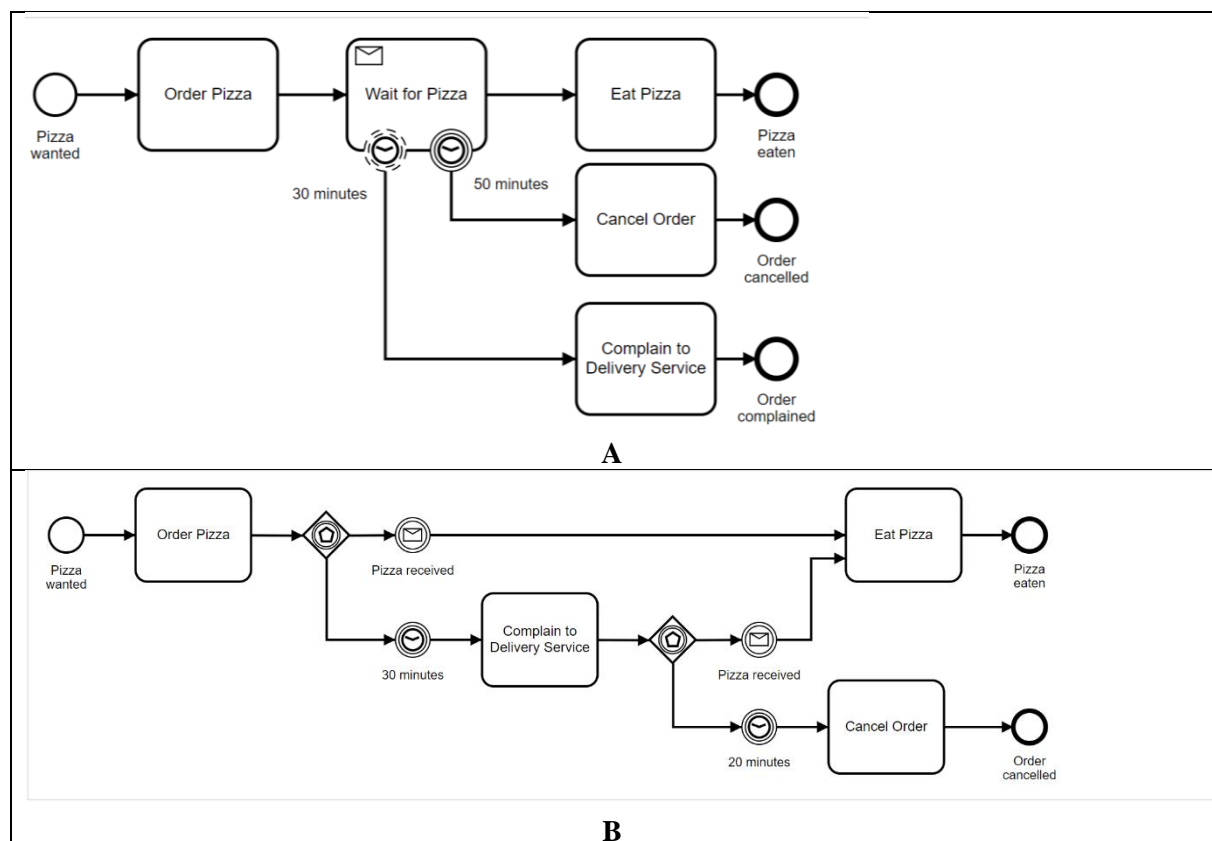 Order Pizza
Wait for Pizza
Eat Pizza
Pizza
wanted
Pizza
eaten
30 minutes
50 minutes
Cancel Order
Order
cancelled
Complain to
Delivery Service
Order
complained
A
Order Pizza
Eat Pizza
Pizza
wanted
Pizza received
Pizza
eaten
Complain to
Delivery Service
30 minutes
Pizza received
Cancel Order
20 minutes
Order
cancelled
B